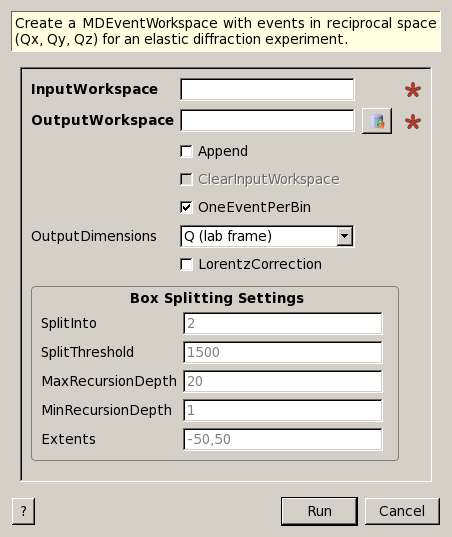 Create a MDEventWorkspace with events in reciprocal space
(Qx, Qy, Qz) for an elastic diffraction experiment.
InputWorkspace
OutputWorkspace
Append
ClearInputWorkspace
OneEventPerBin
OutputDimensions Q (lab frame)
LorentzCorrection
Box Splitting Settings
SplitInto 2
SplitThreshold 1500
MaxRecursionDepth 20
MinRecursionDepth 1
Extents -50,50
? Run Cancel